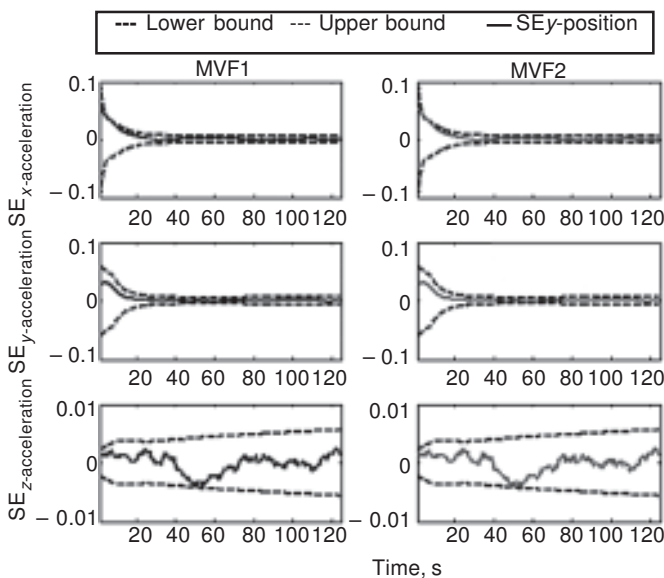 Lower bound Upper bound SEy-position
MVF1 MVF2
SEx-acceleration
0.1 0.1
0 0
– 0.1 – 0.1
20 40 60 80 100 120 20 40 60 80 100 120
SEy-acceleration
0.1 0.1
0 0
– 0.1 – 0.1
20 40 60 80 100 120 20 40 60 80 100 120
SEz-acceleration
0.01 0.01
0 0
– 0.01 – 0.01
20 40 60 80 100 120 20 40 60 80 100 120
Time, s